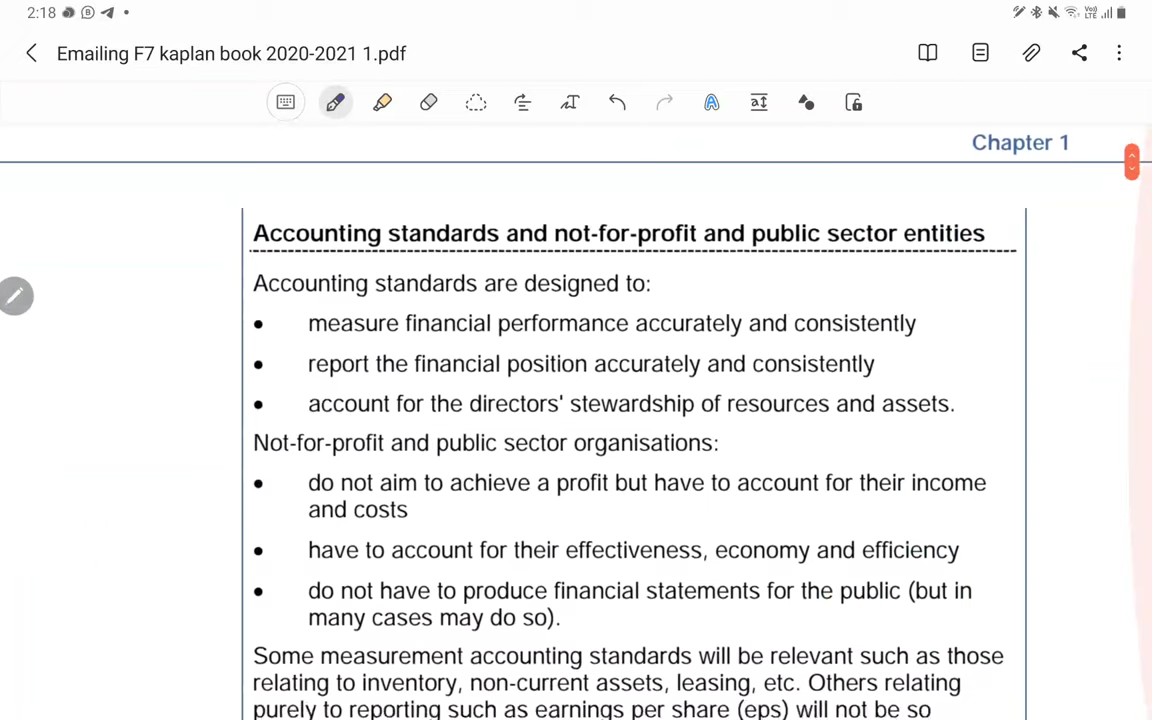 2:18
Emailing F7 kaplan book 2020-2021 1.pdf
Chapter 1
Accounting standards and not-for-profit and public sector entities
Accounting standards are designed to:
• measure financial performance accurately and consistently
• report the financial position accurately and consistently
• account for the directors' stewardship of resources and assets.
Not-for-profit and public sector organisations:
• do not aim to achieve a profit but have to account for their income
and costs
• have to account for their effectiveness, economy and efficiency
• do not have to produce financial statements for the public (but in
many cases may do so).
Some measurement accounting standards will be relevant such as those
relating to inventory, non-current assets, leasing, etc. Others relating
purely to reporting such as earnings per share (eps) will not be so